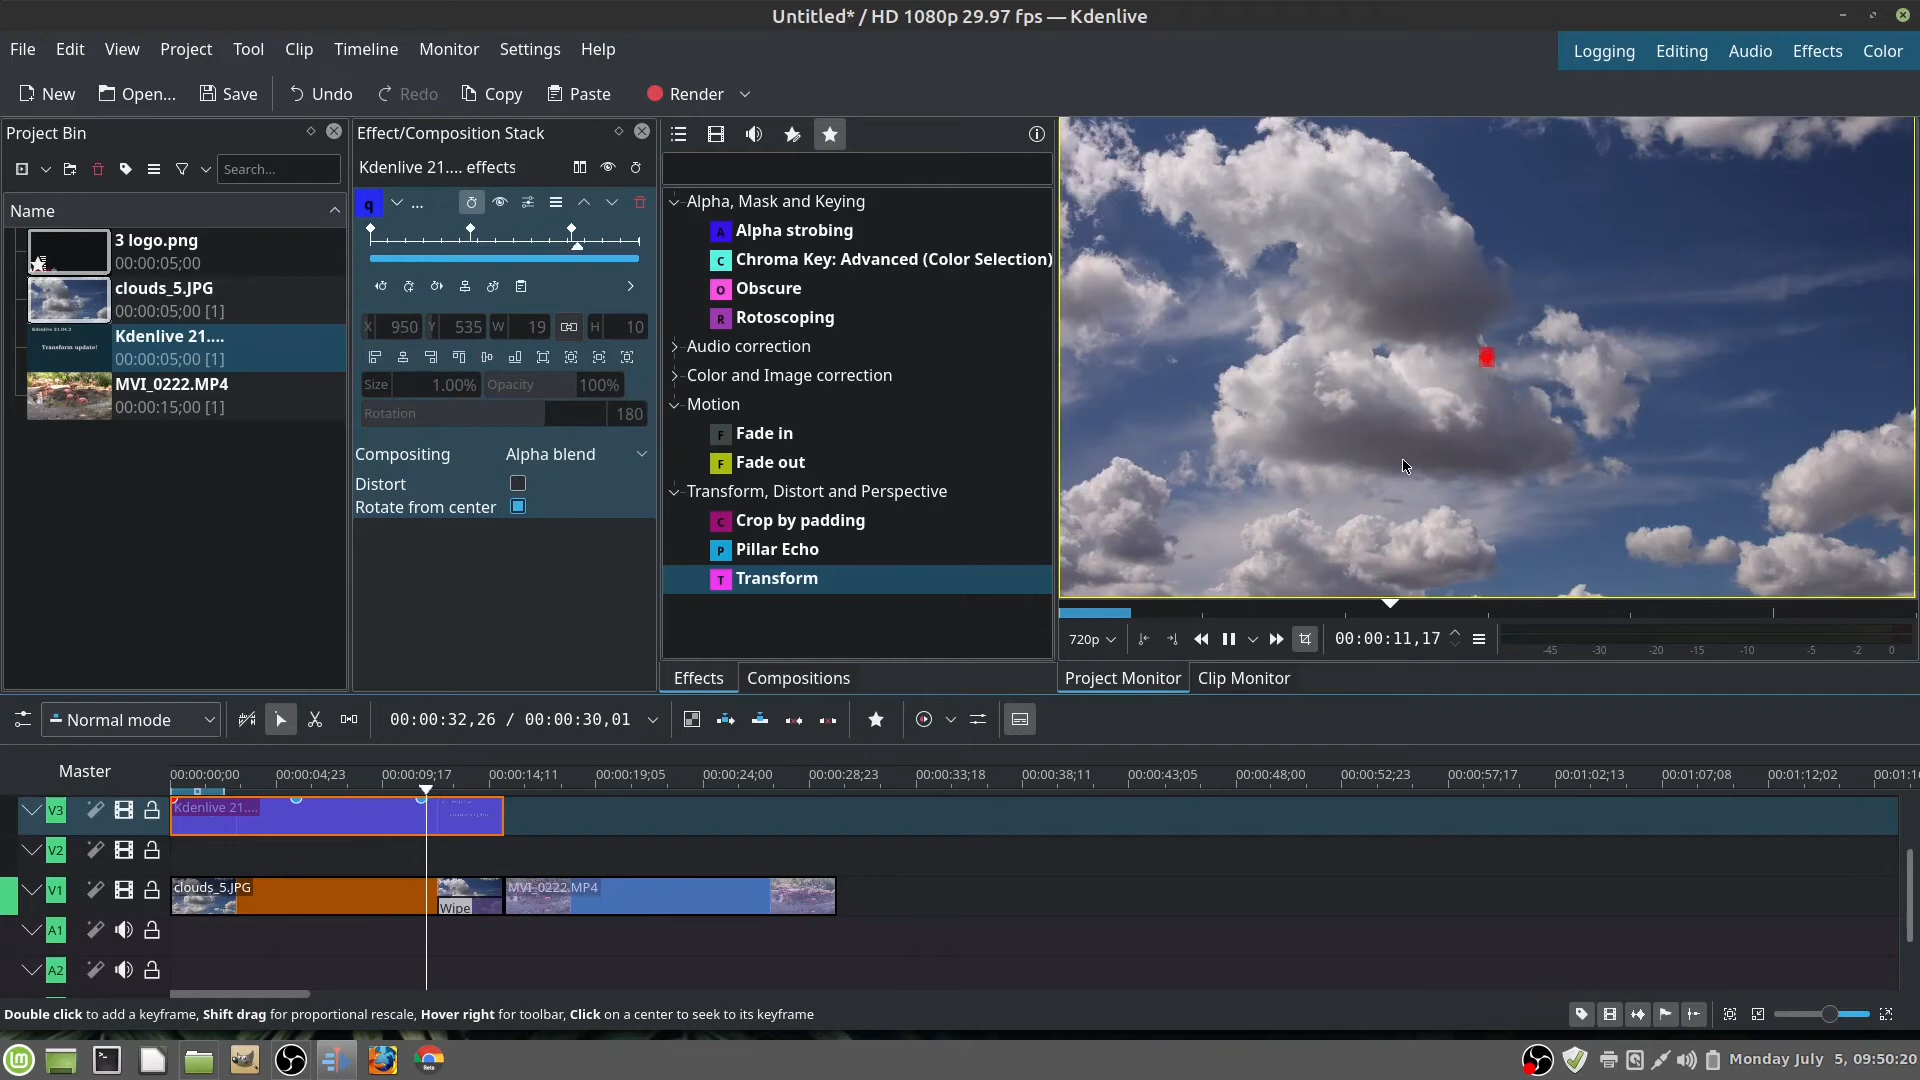 Untitled* / HD 1080p 29.97 fps — Kdenlive
File Edit View Project Tool Clip Timeline Monitor Settings Help
Logging Editing Audio Effects Color
New Open... Save Undo Redo Copy Paste Render
Project Bin
Search...
Name
3 logo.png
00:00:05;00
clouds_5.JPG
00:00:05;00 [1]
Kdenlive 21....
00:00:05;00 [1]
Transform update!
MVI_0222.MP4
00:00:15;00 [1]
Effect/Composition Stack
Kdenlive 21.... effects
q ...
X 950 Y 535 W 19 H 10
Size 1.00% Opacity 100%
Rotation 180
Compositing Alpha blend
Distort
Rotate from center
Alpha, Mask and Keying
A Alpha strobing
C Chroma Key: Advanced (Color Selection)
O Obscure
R Rotoscoping
Audio correction
Color and Image correction
Motion
F Fade in
F Fade out
Transform, Distort and Perspective
C Crop by padding
P Pillar Echo
T Transform
Effects Compositions
720p 00:00:11,17
-45 -30 -20 -15 -10 -5 -2 0
Project Monitor Clip Monitor
Normal mode 00:00:32,26 / 00:00:30,01
Master
00:00:00;00 00:00:04;23 00:00:09;17 00:00:14;11 00:00:19;05 00:00:24;00 00:00:28;23 00:00:33;18 00:00:38;11 00:00:43;05 00:00:48;00 00:00:52;23 00:00:57;17 00:01:02;13 00:01:07;08 00:01:12;02 00:01:1
V3 Kdenlive 21....
V2
V1 clouds_5.JPG Wipe MVI_0222.MP4
A1
A2
Double click to add a keyframe, Shift drag for proportional rescale, Hover right for toolbar, Click on a center to seek to its keyframe
Monday July 5, 09:50:20